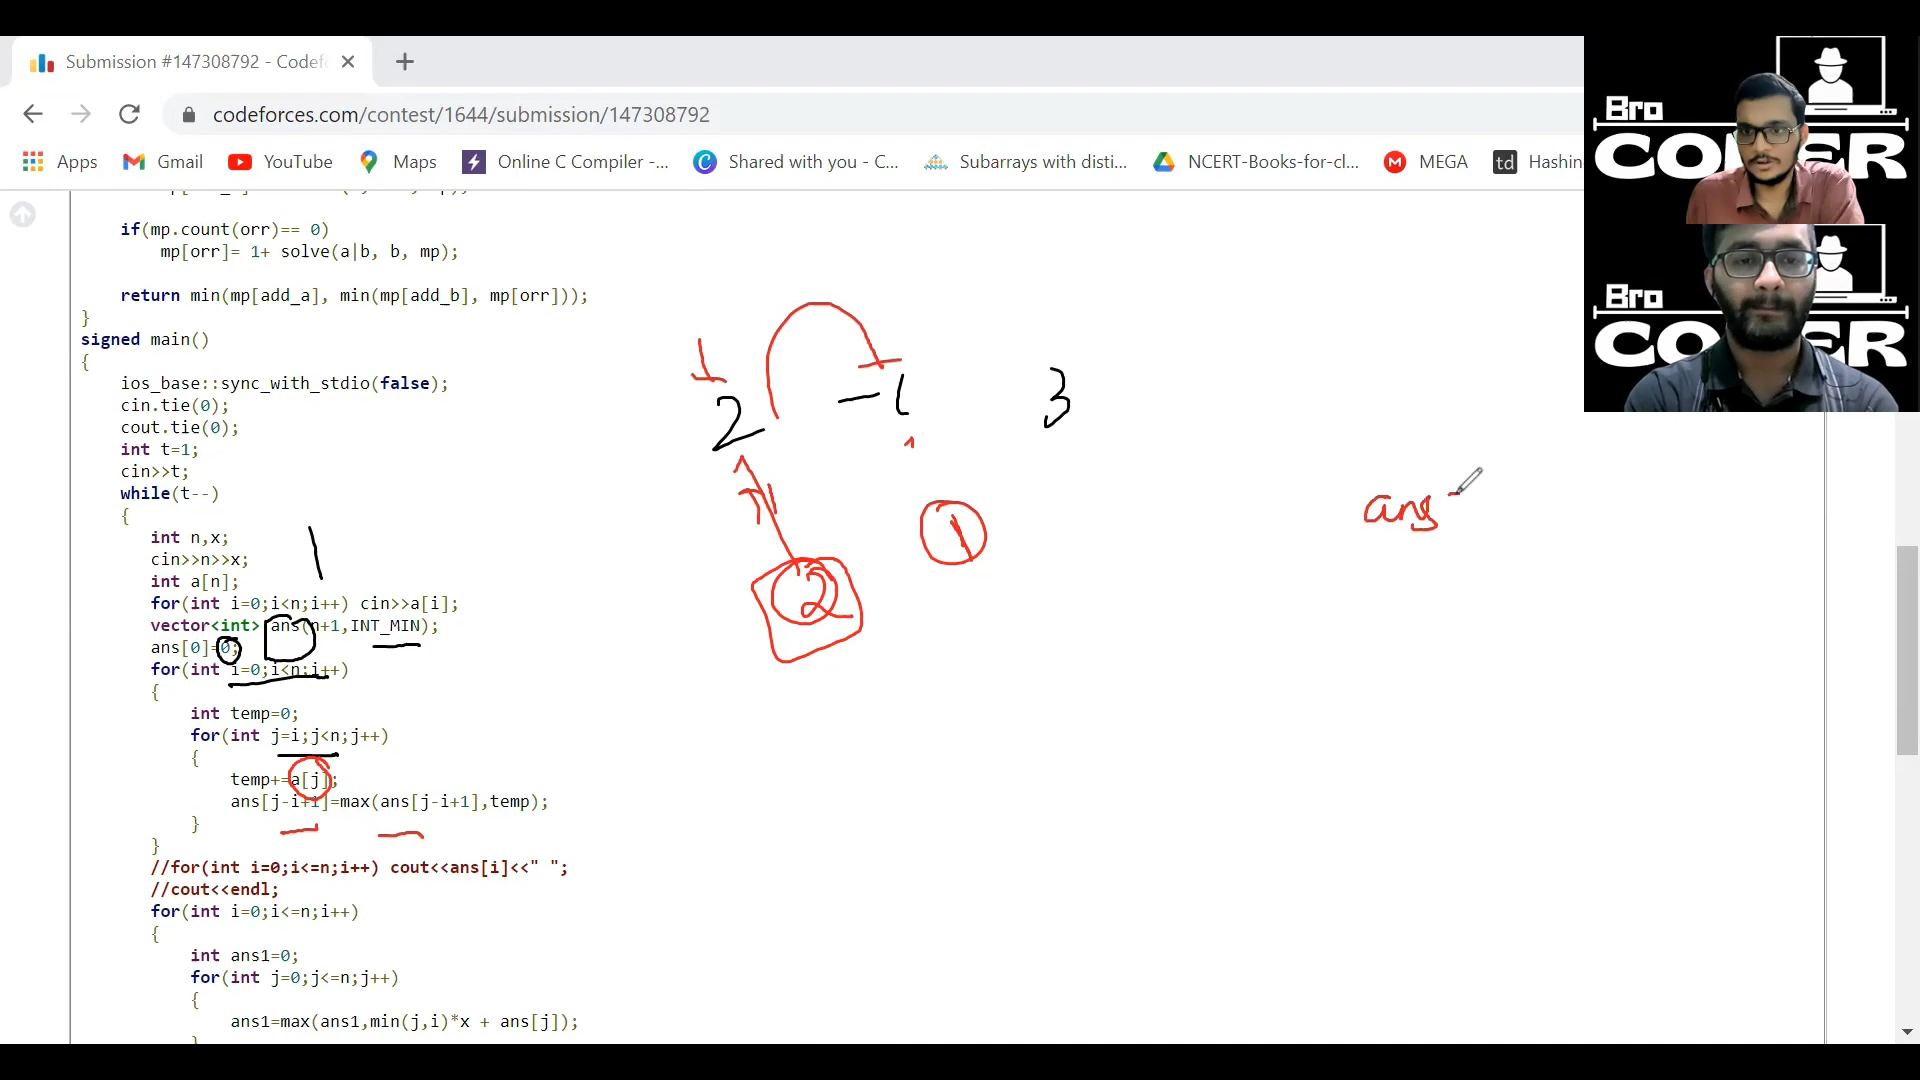 Submission #147308792 - Codef
codeforces.com/contest/1644/submission/147308792
Apps Gmail YouTube Maps Online C Compiler -... Shared with you - C... Subarrays with disti... NCERT-Books-for-cl... MEGA td Hashin
Bro
CODER
Bro
CODER
if(mp.count(orr)== 0)
mp[orr]= 1+ solve(a|b, b, mp);
return min(mp[add_a], min(mp[add_b], mp[orr]));
}
signed main()
{
ios_base::sync_with_stdio(false);
cin.tie(0);
cout.tie(0);
int t=1;
cin>>t;
while(t--)
{
int n,x;
cin>>n>>x;
int a[n];
for(int i=0;i<n;i++) cin>>a[i];
vector<int> ans(n+1,INT_MIN);
ans[0]=0;
for(int i=0;i<n;i++)
{
int temp=0;
for(int j=i;j<n;j++)
{
temp+=a[j];
ans[j-i+1]=max(ans[j-i+1],temp);
}
}
//for(int i=0;i<=n;i++) cout<<ans[i]<<" ";
//cout<<endl;
for(int i=0;i<=n;i++)
{
int ans1=0;
for(int j=0;j<=n;j++)
{
ans1=max(ans1,min(j,i)*x + ans[j]);
2 -1 3
ans
1
2